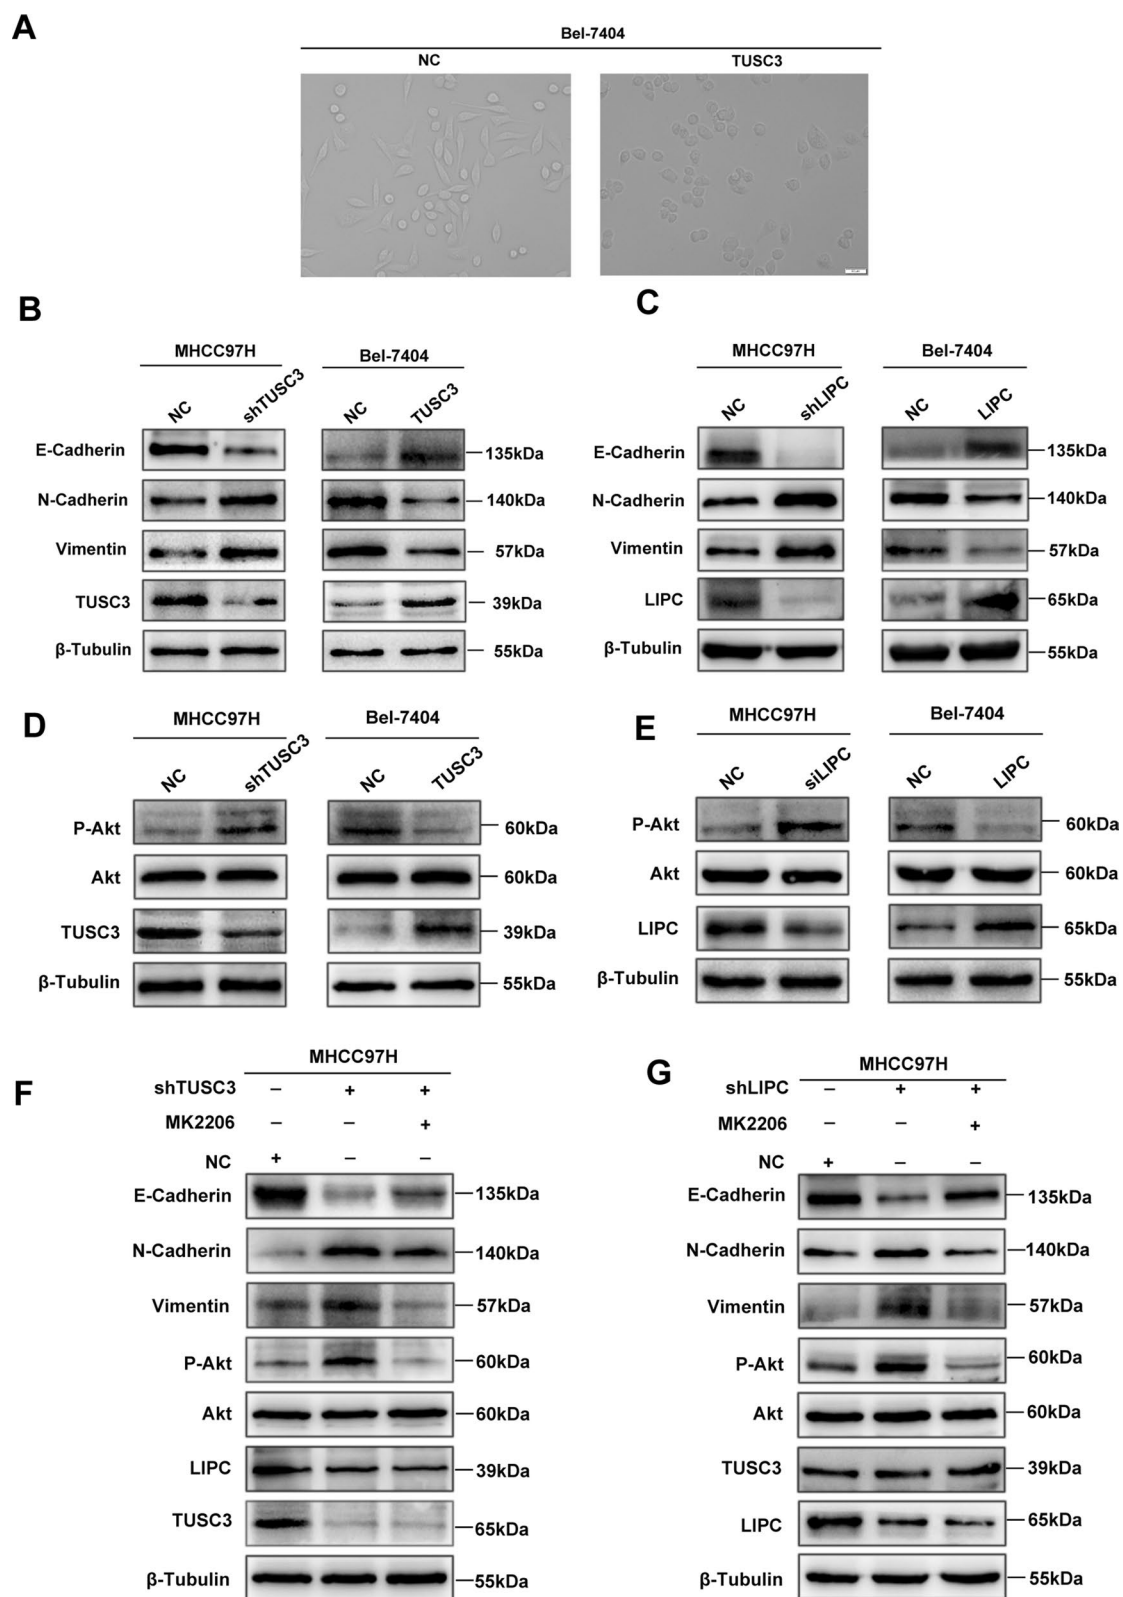 A
Bel-7404
NC TUSC3
B
MHCC97H Bel-7404
NC shTUSC3 NC TUSC3
E-Cadherin 135kDa
N-Cadherin 140kDa
Vimentin 57kDa
TUSC3 39kDa
β-Tubulin 55kDa
C
MHCC97H Bel-7404
NC shLIPC NC LIPC
E-Cadherin 135kDa
N-Cadherin 140kDa
Vimentin 57kDa
LIPC 65kDa
β-Tubulin 55kDa
D
MHCC97H Bel-7404
NC shTUSC3 NC TUSC3
P-Akt 60kDa
Akt 60kDa
TUSC3 39kDa
β-Tubulin 55kDa
E
MHCC97H Bel-7404
NC siLIPC NC LIPC
P-Akt 60kDa
Akt 60kDa
LIPC 65kDa
β-Tubulin 55kDa
F
MHCC97H
shTUSC3 − + +
MK2206 − − +
NC + − −
E-Cadherin 135kDa
N-Cadherin 140kDa
Vimentin 57kDa
P-Akt 60kDa
Akt 60kDa
LIPC 39kDa
TUSC3 65kDa
β-Tubulin 55kDa
G
MHCC97H
shLIPC − + +
MK2206 − − +
NC + − −
E-Cadherin 135kDa
N-Cadherin 140kDa
Vimentin 57kDa
P-Akt 60kDa
Akt 60kDa
TUSC3 39kDa
LIPC 65kDa
β-Tubulin 55kDa